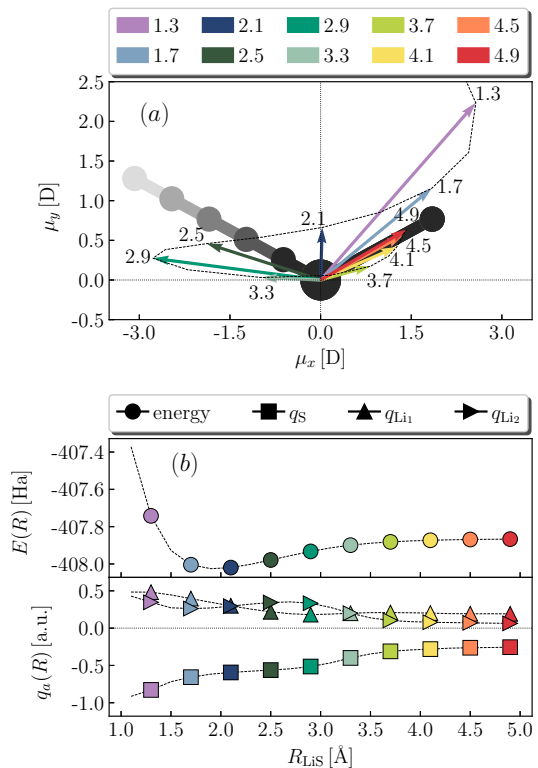 1.3 2.1 2.9 3.7 4.5
1.7 2.5 3.3 4.1 4.9
(a)
2.5
2.0
1.5
1.0
0.5
0.0
-0.5
μy [D]
1.3
1.7
2.1
4.9
2.5
4.5
2.9
4.1
3.3
3.7
-3.0 -1.5 0.0 1.5 3.0
μx [D]
energy qS qLi1 qLi2
(b)
-407.4
-407.6
-407.8
-408.0
E(R) [Ha]
0.5
0.0
-0.5
-1.0
qa(R) [a.u.]
1.0 1.5 2.0 2.5 3.0 3.5 4.0 4.5 5.0
RLiS [Å]